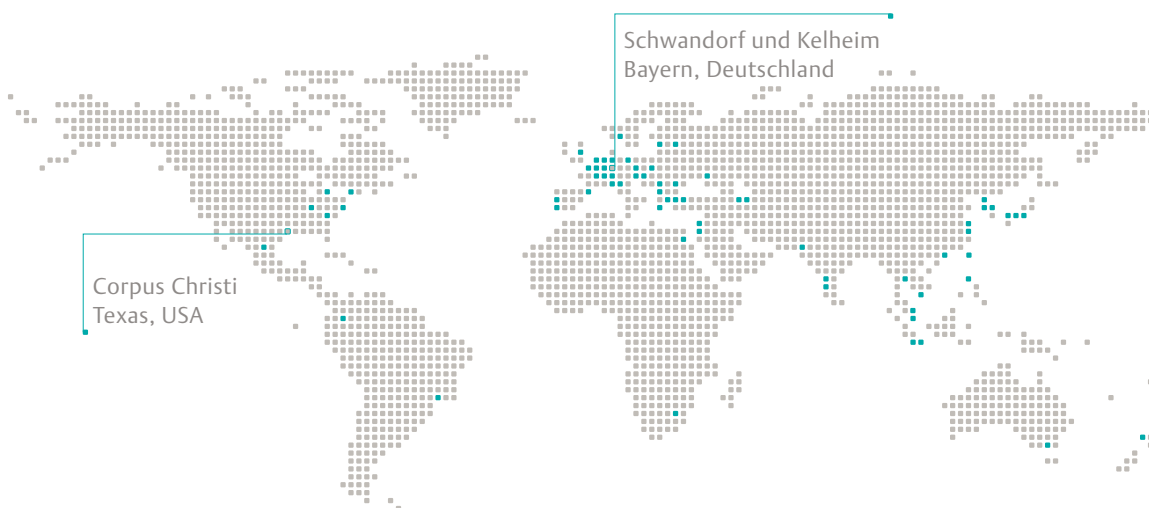 Schwandorf und Kelheim
Bayern, Deutschland
Corpus Christi
Texas, USA